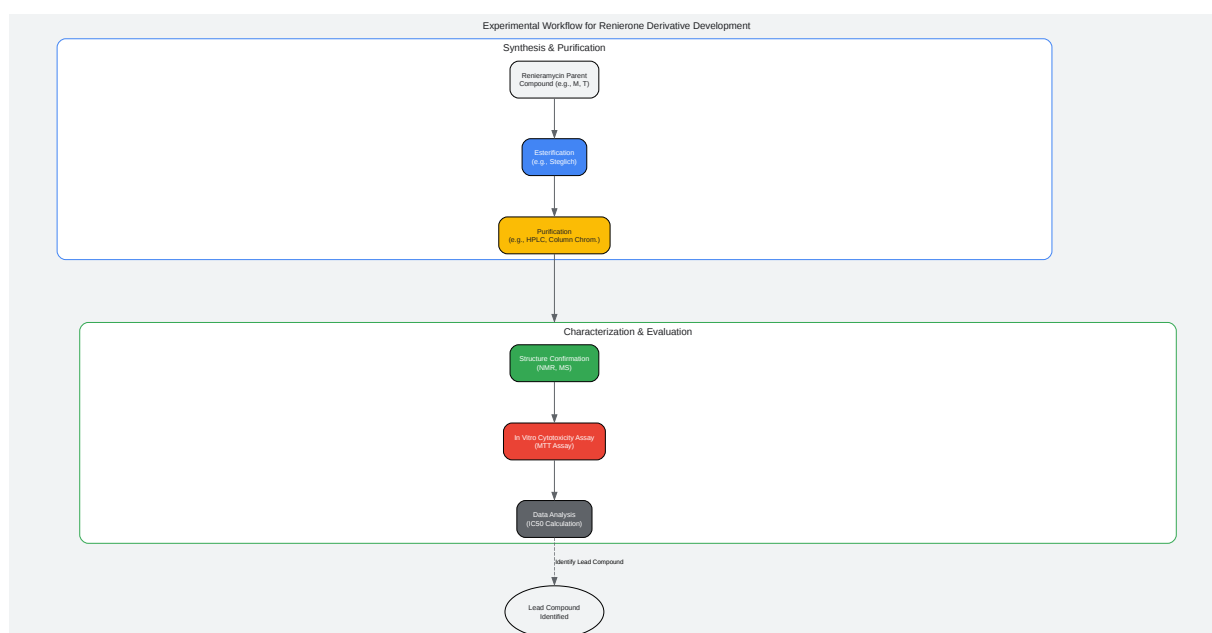 Experimental Workflow for Renierone Derivative Development
Synthesis & Purification
Renieramycin Parent
Compound (e.g., M, T)
Esterification
(e.g., Steglich)
Purification
(e.g., HPLC, Column Chrom.)
Characterization & Evaluation
Structure Confirmation
(NMR, MS)
In Vitro Cytotoxicity Assay
(MTT Assay)
Data Analysis
(IC50 Calculation)
Identify Lead Compound
Lead Compound
Identified